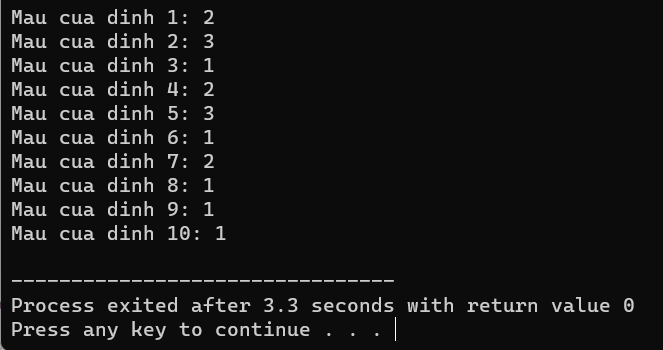 Mau cua dinh 1: 2
Mau cua dinh 2: 3
Mau cua dinh 3: 1
Mau cua dinh 4: 2
Mau cua dinh 5: 3
Mau cua dinh 6: 1
Mau cua dinh 7: 2
Mau cua dinh 8: 1
Mau cua dinh 9: 1
Mau cua dinh 10: 1
--------------------------------
Process exited after 3.3 seconds with return value 0
Press any key to continue . . .